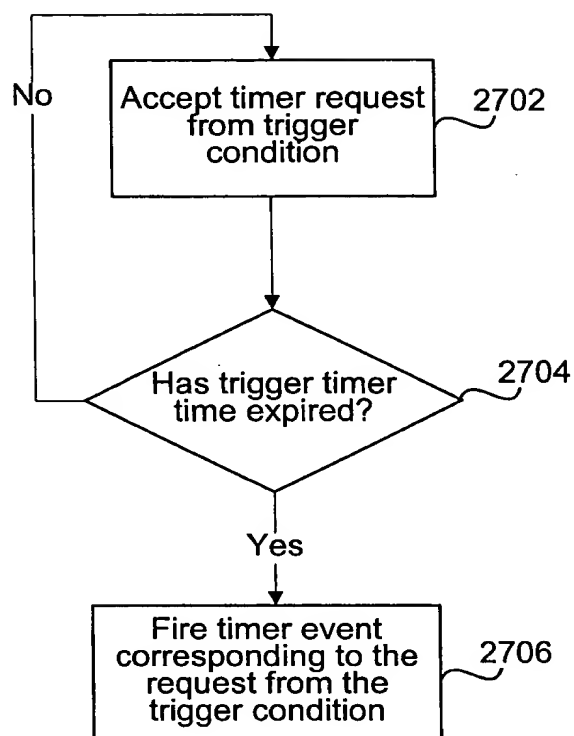 No
Accept timer request
from trigger
condition
2702
Has trigger timer
time expired?
2704
Yes
Fire timer event
corresponding to the
request from the
trigger condition
2706